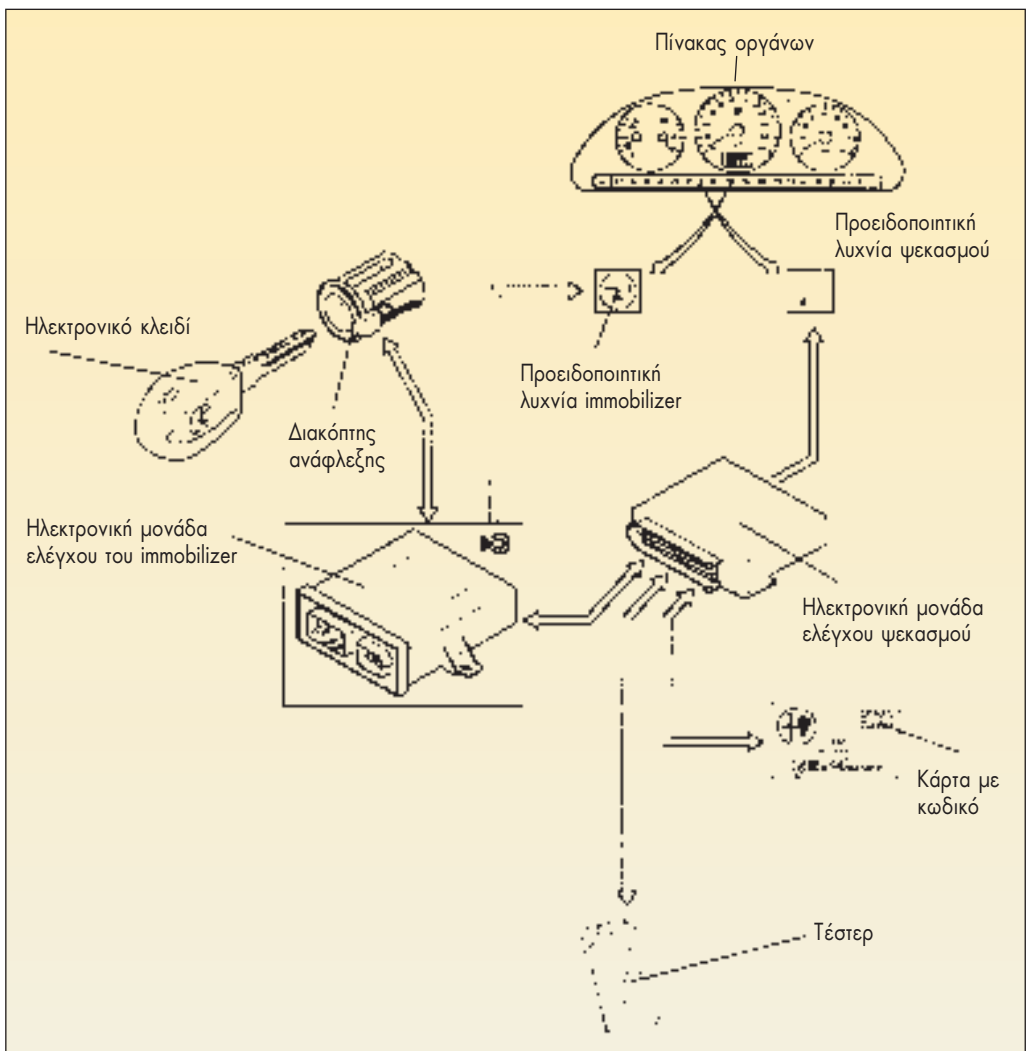 Πίνακας οργάνων
Προειδοποιητική
λυχνία ψεκασμού
Ηλεκτρονικό κλειδί
Προειδοποιητική
λυχνία immobilizer
Διακόπτης
ανάφλεξης
Ηλεκτρονική μονάδα
ελέγχου του immobilizer
Ηλεκτρονική μονάδα
ελέγχου ψεκασμού
Κάρτα με
κωδικό
Τέστερ